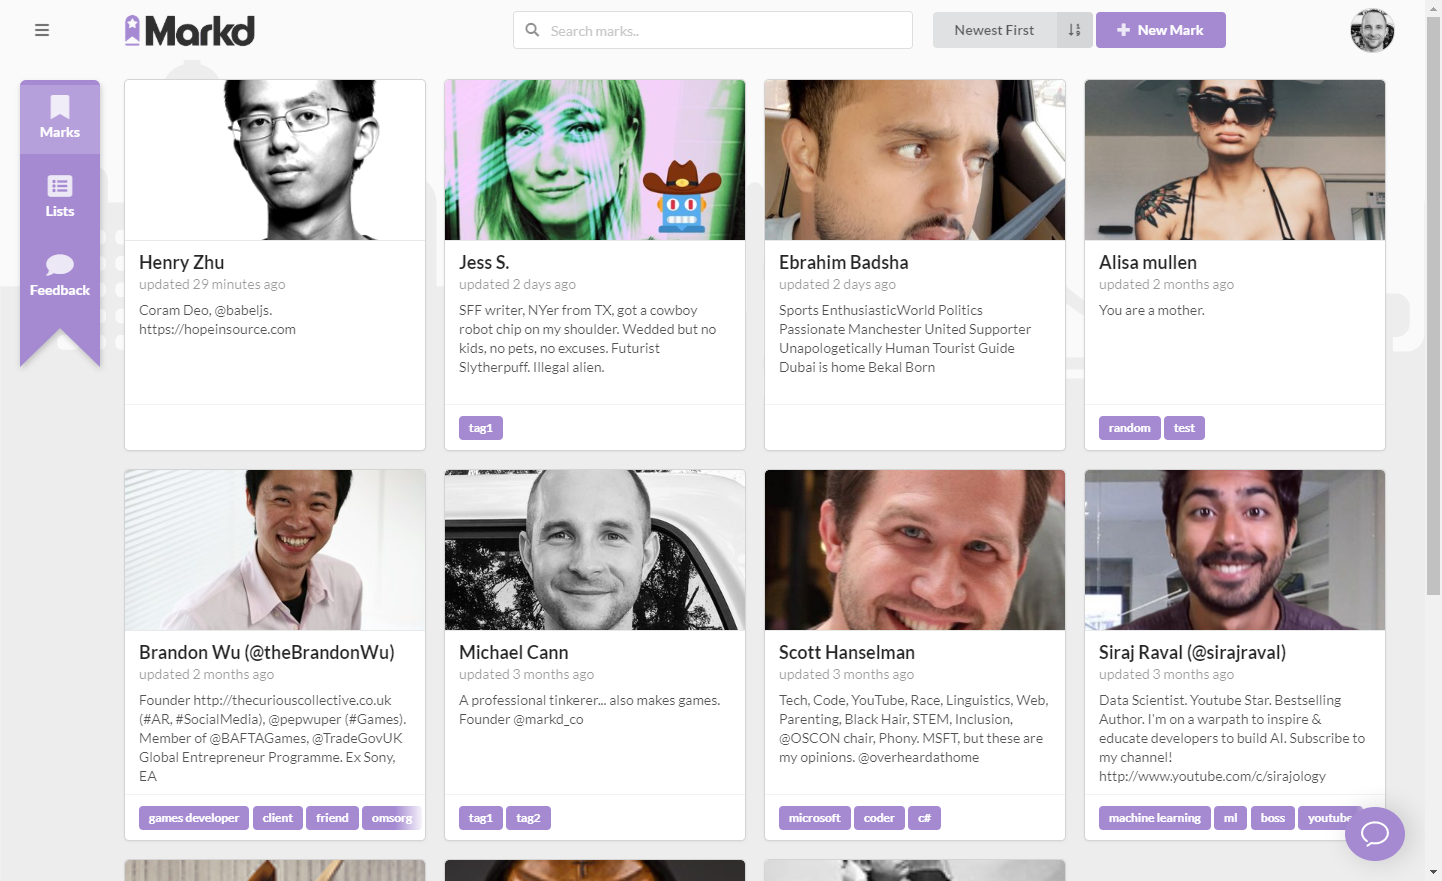 Markd
Search marks..
Newest First
New Mark
Marks
Lists
Feedback
Henry Zhu
updated 29 minutes ago
Coram Deo, @babeljs.
https://hopeinsource.com
Jess S.
updated 2 days ago
SFF writer, NYer from TX, got a cowboy
robot chip on my shoulder. Wedded but no
kids, no pets, no excuses. Futurist
Slytherpuff. Illegal alien.
tag1
Ebrahim Badsha
updated 2 days ago
Sports EnthusiasticWorld Politics
Passionate Manchester United Supporter
Unapologetically Human Tourist Guide
Dubai is home Bekal Born
Alisa mullen
updated 2 months ago
You are a mother.
random test
Brandon Wu (@theBrandonWu)
updated 2 months ago
Founder http://thecuriouscollective.co.uk
(#AR, #SocialMedia), @pepwuper (#Games).
Member of @BAFTAGames, @TradeGovUK
Global Entrepreneur Programme. Ex Sony,
EA
games developer client friend omsorg
Michael Cann
updated 3 months ago
A professional tinkerer... also makes games.
Founder @markd_co
tag1 tag2
Scott Hanselman
updated 3 months ago
Tech, Code, YouTube, Race, Linguistics, Web,
Parenting, Black Hair, STEM, Inclusion,
@OSCON chair, Phony. MSFT, but these are
my opinions. @overheardathome
microsoft coder c#
Siraj Raval (@sirajraval)
updated 3 months ago
Data Scientist. Youtube Star. Bestselling
Author. I'm on a warpath to inspire &
educate developers to build AI. Subscribe to
my channel!
http://www.youtube.com/c/sirajology
machine learning ml boss youtube